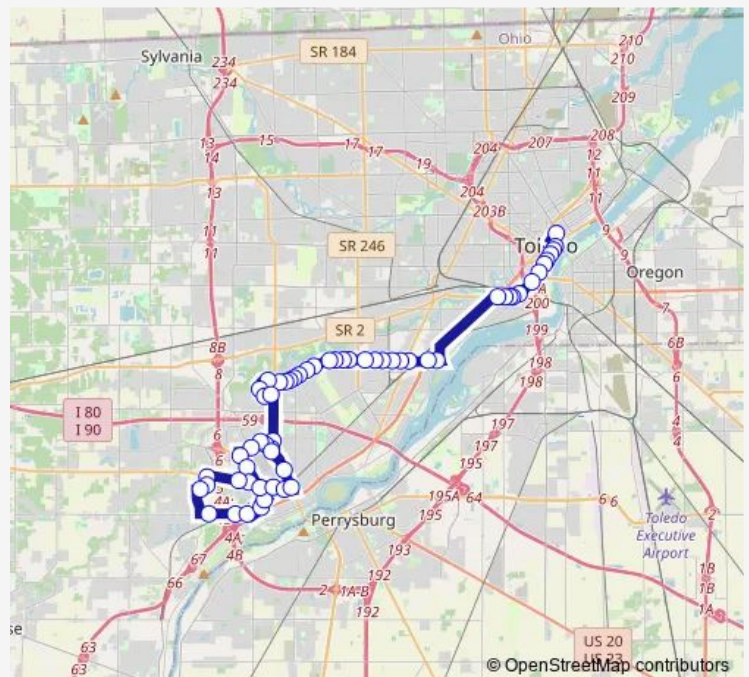 Ohio
210
210
SR 184
Sylvania
234
234
209
13
14
15
17
17
19
204
207
208
12
11
204
203B
13
11
SR 246
11
11
9
9
Oregon
200
7
SR 2
199
8B
8
198
198
6B
6
I 80
I 90
59
197
4
4
6
6
195
197
195A
64
6 6
4A
195
Toledo
Executive
Airport
2
Perrysburg
4A
4B
193
67
66
192
192
1A-B
1B
1B
1A
63
63
US 20
© OpenStreetMap contributors